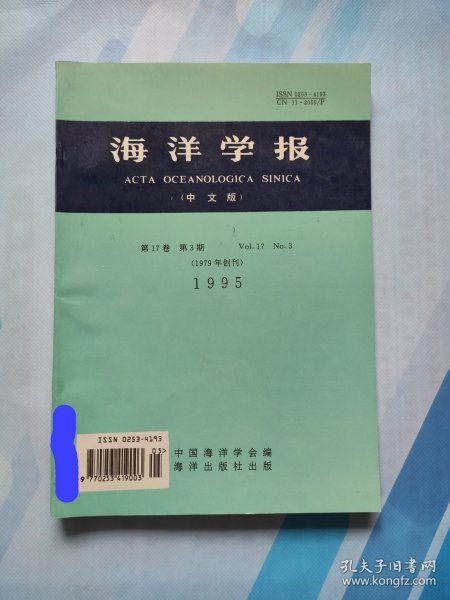 ISSN 0253-4193
CN 11-2055/P
海洋学报
ACTA OCEANOLOGICA SINICA
(中文版)
第17卷 第3期 Vol.17 No.3
(1979年创刊)
1995
ISSN 0253-4193
05>
9 770253 419003
中国海洋学会编
海洋出版社出版
孔夫子旧书网
www.kongfz.com